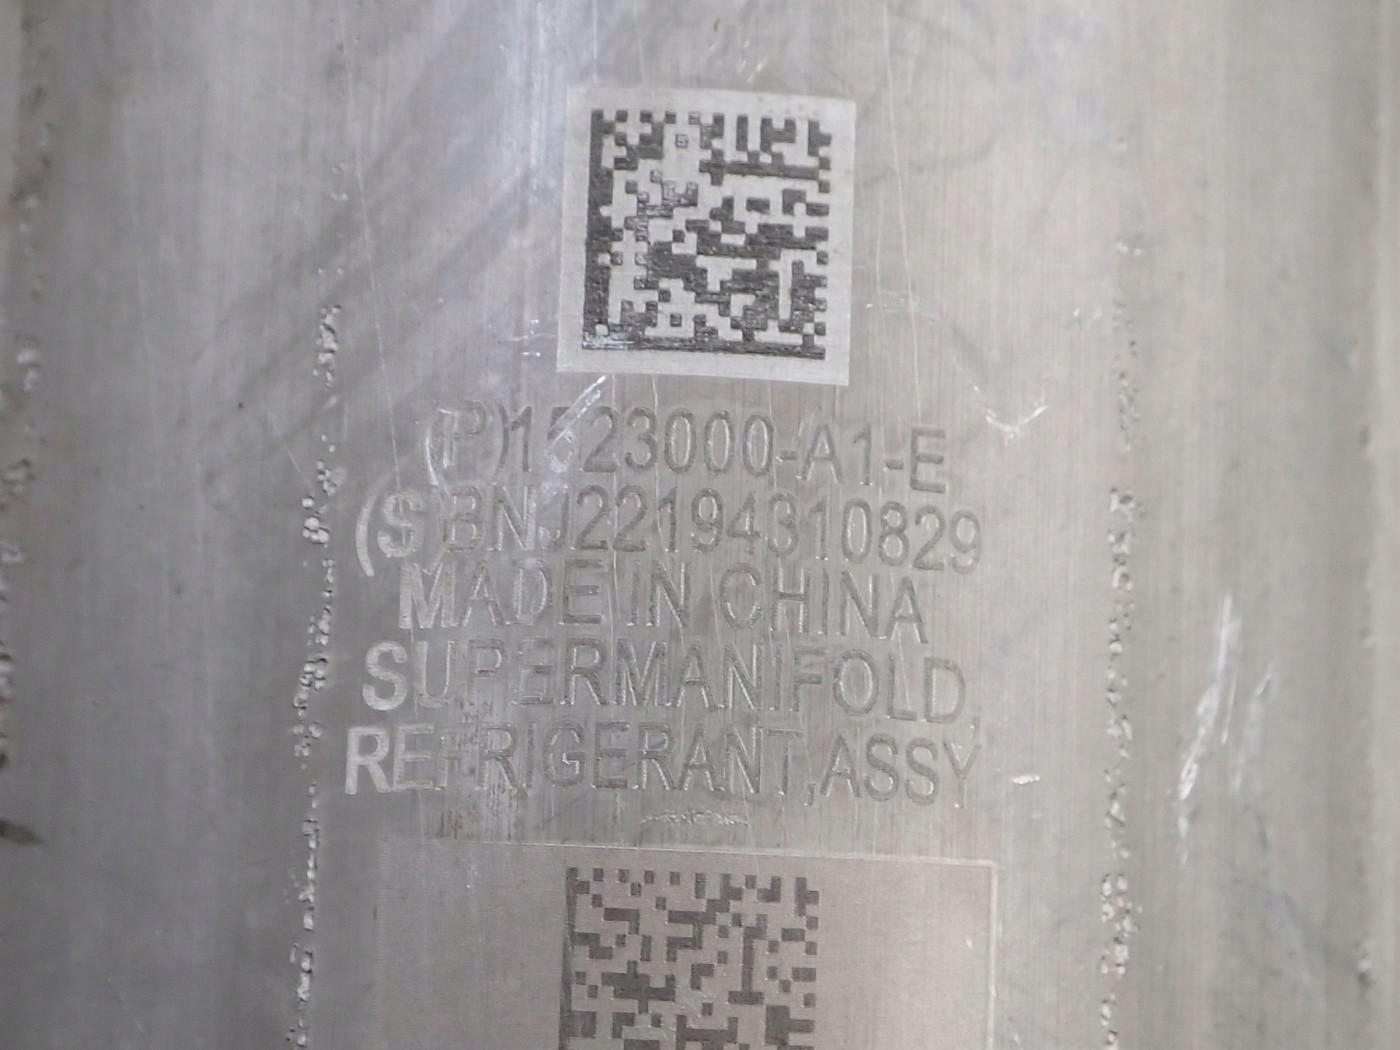 (P)1523000-A1-E
(S)BNJ22194310829
MADE IN CHINA
SUPERMANIFOLD,
REFRIGERANT,ASSY